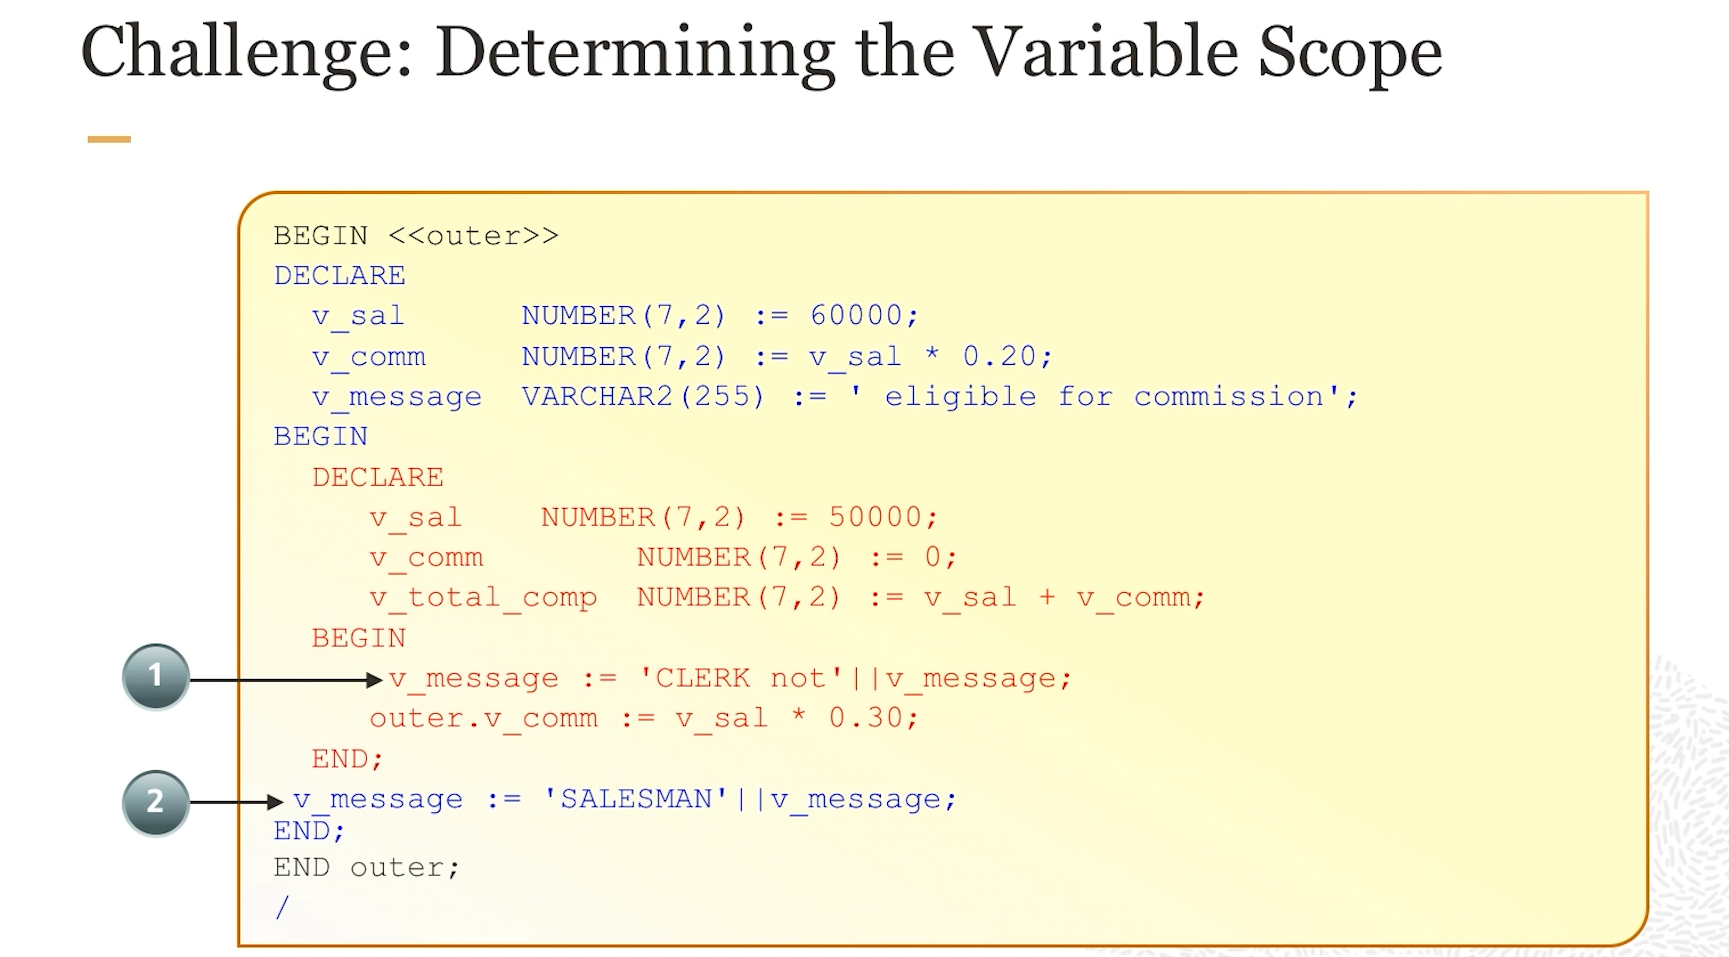 Challenge: Determining the Variable Scope
BEGIN <<outer>>
DECLARE
v_sal NUMBER(7,2) := 60000;
v_comm NUMBER(7,2) := v_sal * 0.20;
v_message VARCHAR2(255) := ' eligible for commission';
BEGIN
DECLARE
v_sal NUMBER(7,2) := 50000;
v_comm NUMBER(7,2) := 0;
v_total_comp NUMBER(7,2) := v_sal + v_comm;
BEGIN
1 v_message := 'CLERK not'||v_message;
outer.v_comm := v_sal * 0.30;
END;
2 v_message := 'SALESMAN'||v_message;
END;
END outer;
/